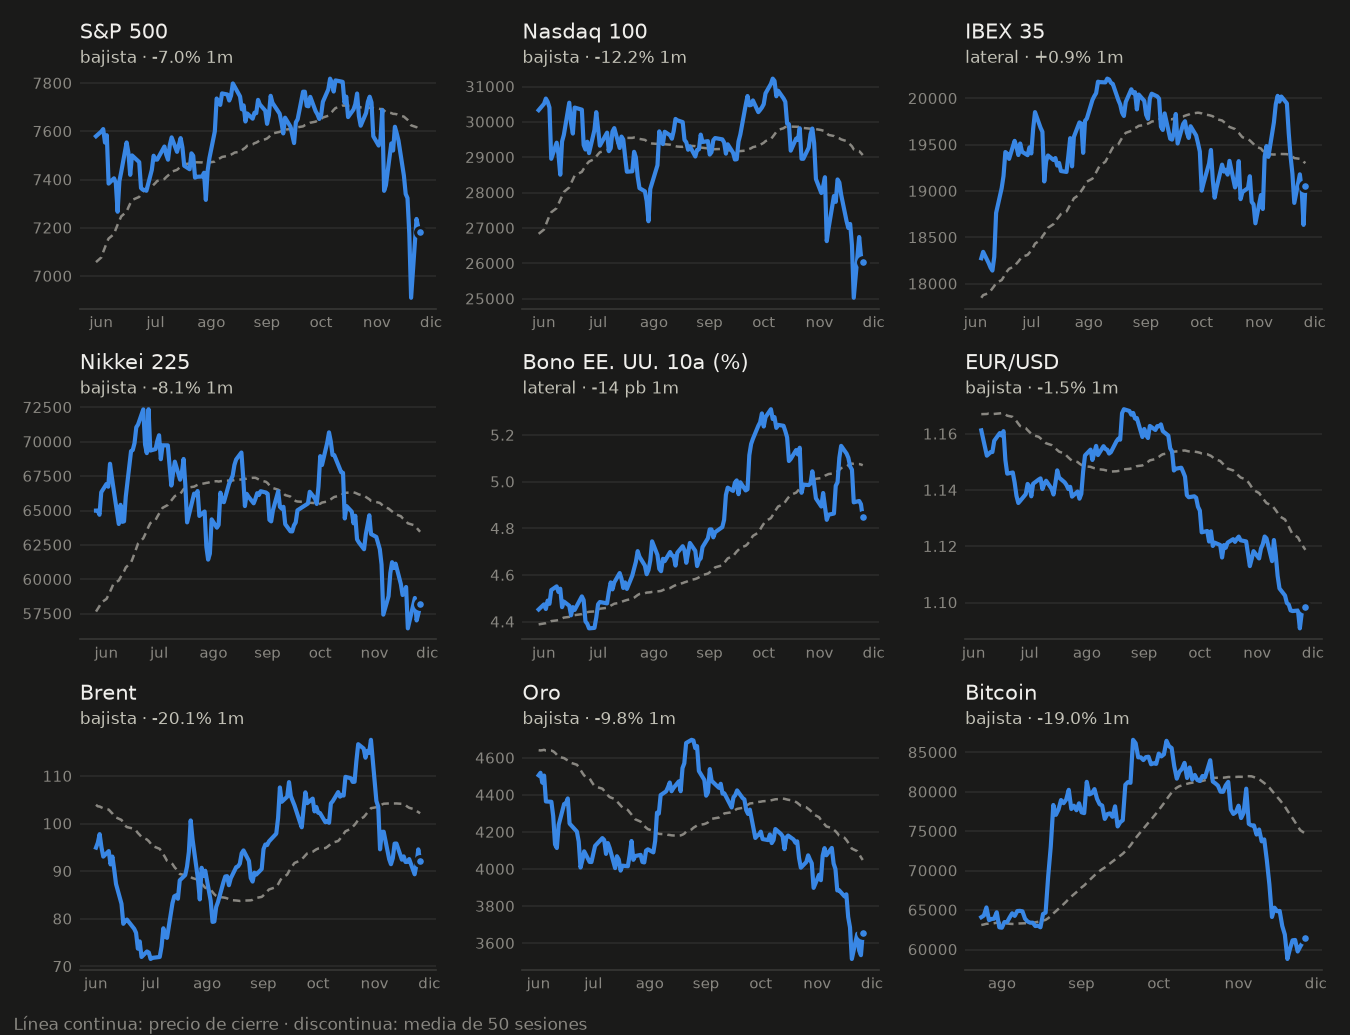 S&P 500
bajista · -7.0% 1m
7800
7600
7400
7200
7000
jun jul ago sep oct nov dic
Nasdaq 100
bajista · -12.2% 1m
31000
30000
29000
28000
27000
26000
25000
jun jul ago sep oct nov dic
IBEX 35
lateral · +0.9% 1m
20000
19500
19000
18500
18000
jun jul ago sep oct nov dic
Nikkei 225
bajista · -8.1% 1m
72500
70000
67500
65000
62500
60000
57500
jun jul ago sep oct nov dic
Bono EE. UU. 10a (%)
lateral · -14 pb 1m
5.2
5.0
4.8
4.6
4.4
jun jul ago sep oct nov dic
EUR/USD
bajista · -1.5% 1m
1.16
1.14
1.12
1.10
jun jul ago sep oct nov dic
Brent
bajista · -20.1% 1m
110
100
90
80
70
jun jul ago sep oct nov dic
Oro
bajista · -9.8% 1m
4600
4400
4200
4000
3800
3600
jun jul ago sep oct nov dic
Bitcoin
bajista · -19.0% 1m
85000
80000
75000
70000
65000
60000
ago sep oct nov dic
Línea continua: precio de cierre · discontinua: media de 50 sesiones